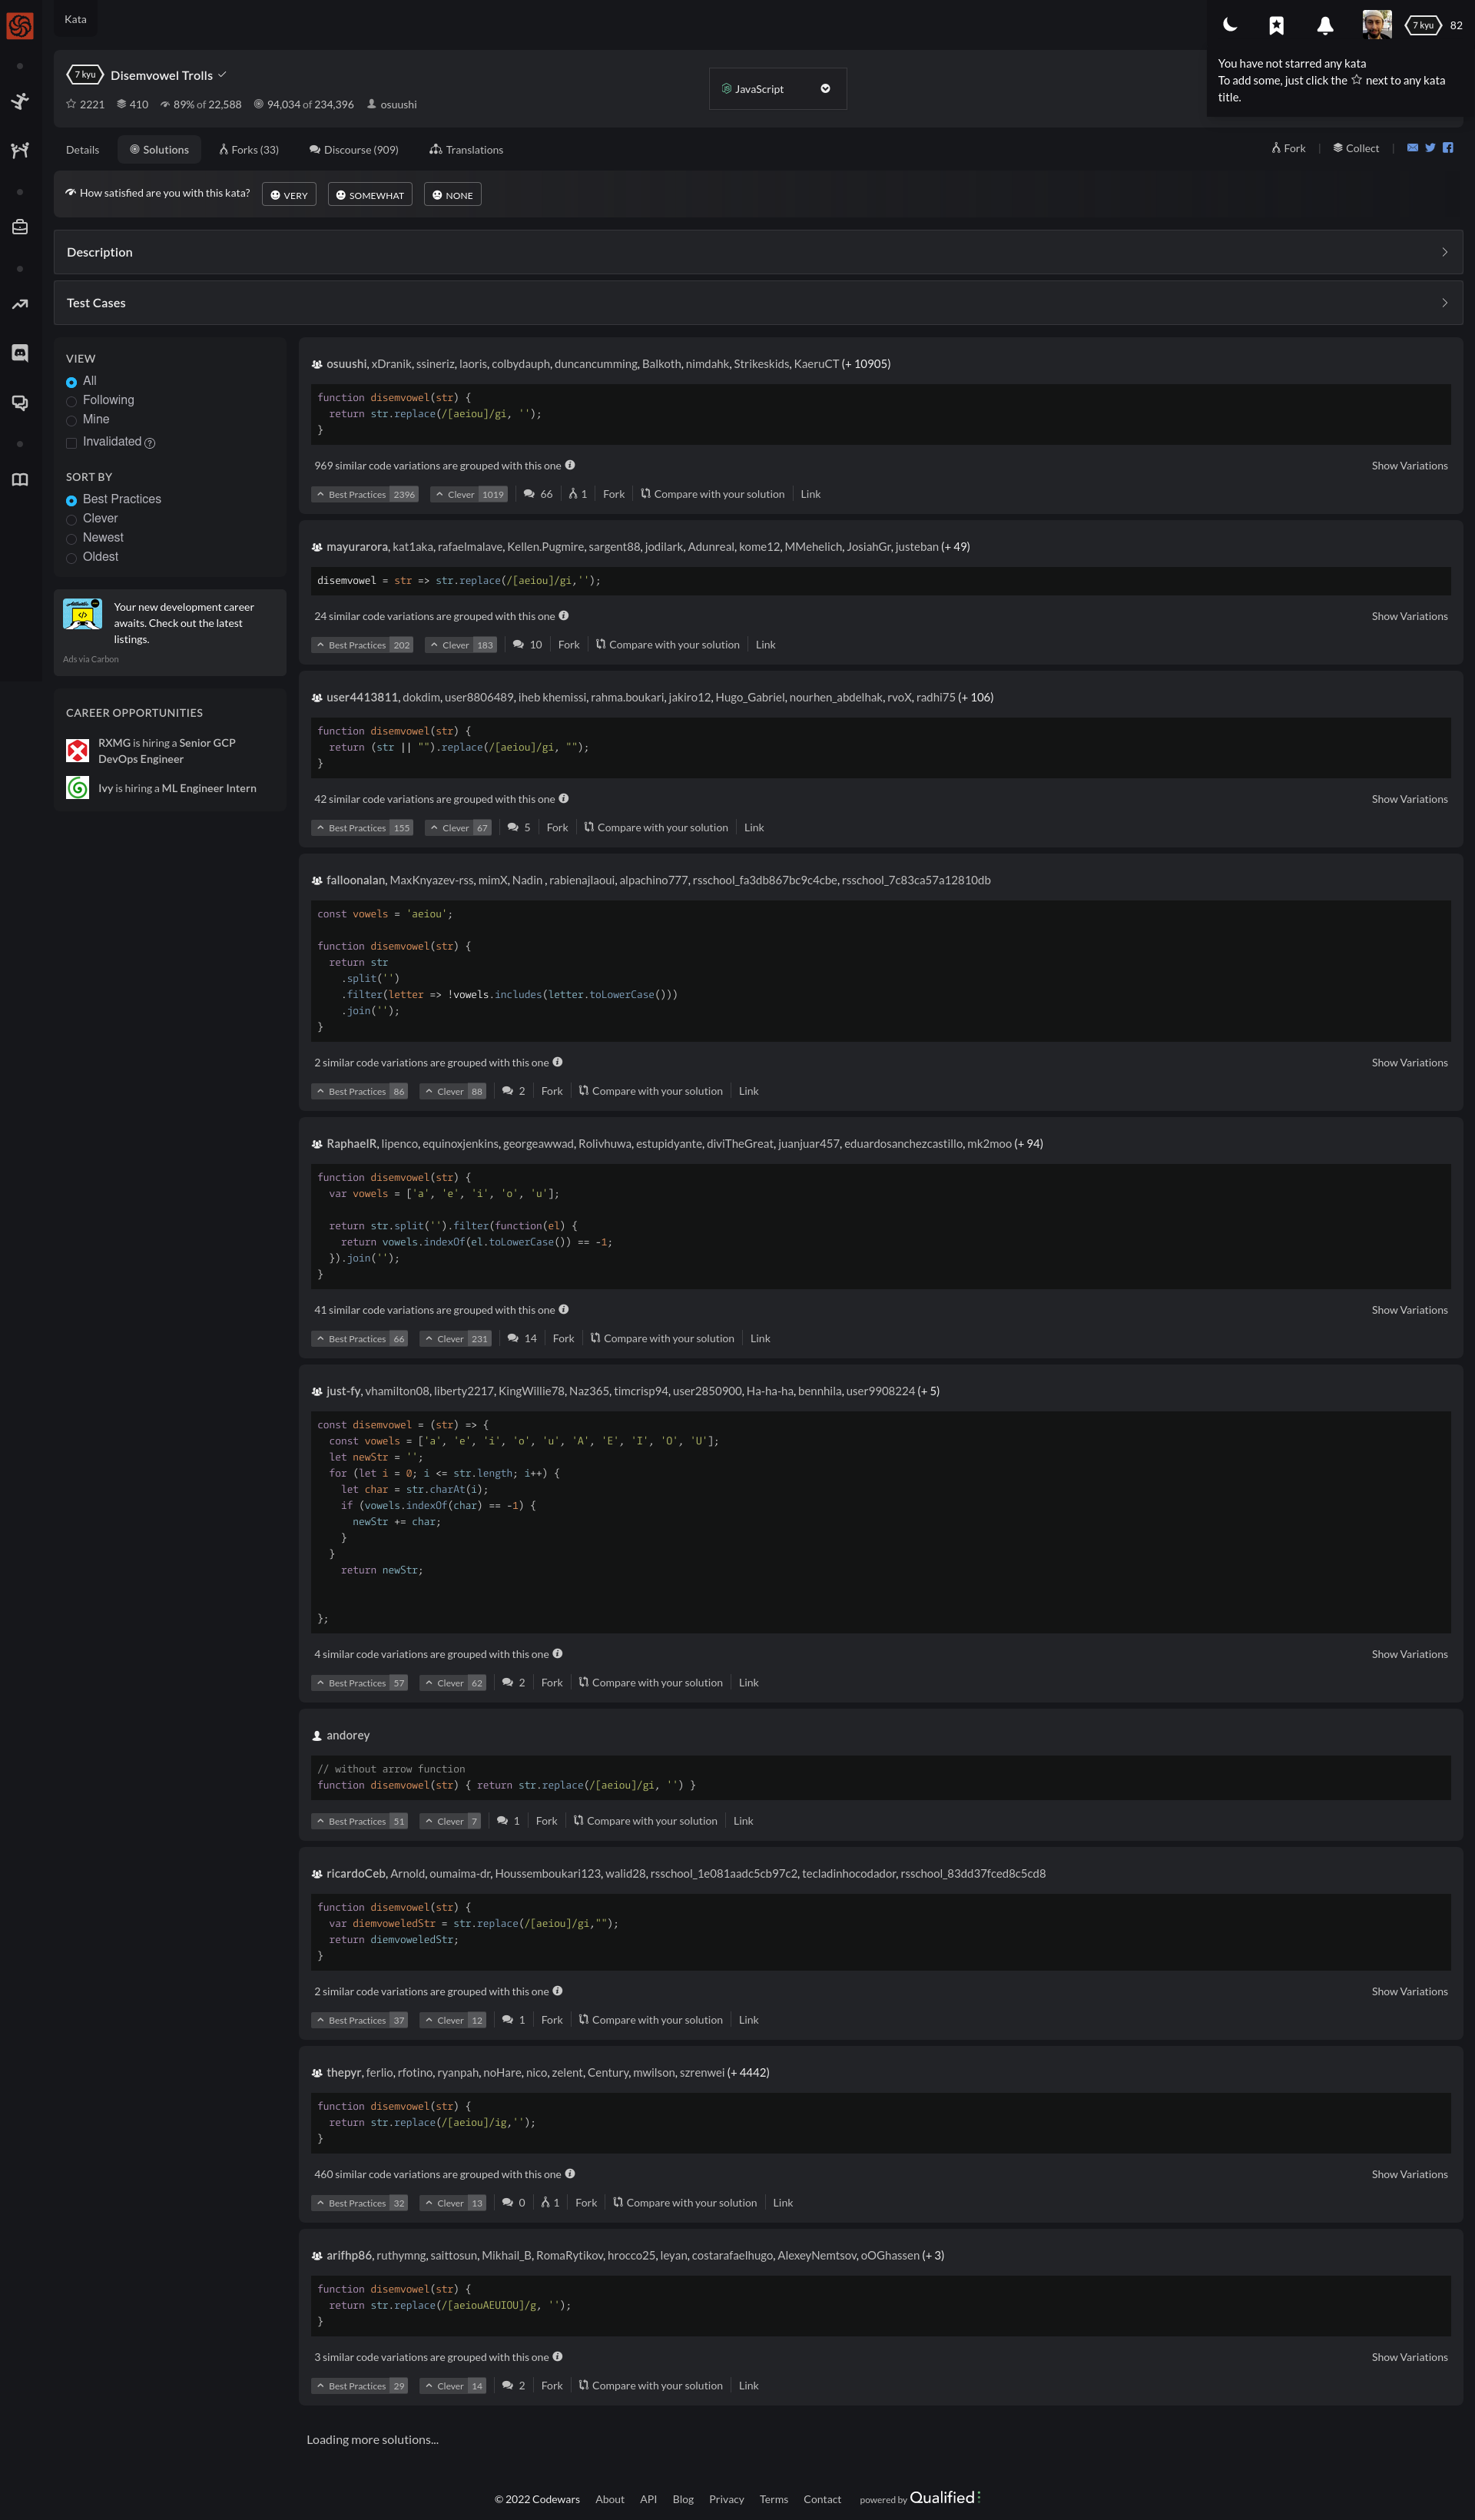 Kata
7 kyu 82
You have not starred any kata
To add some, just click the ☆ next to any kata
title.
7 kyu Disemvowel Trolls
2221 410 89% of 22,588 94,034 of 234,396 osuushi
JavaScript
Details Solutions Forks (33) Discourse (909) Translations
Fork | Collect |
How satisfied are you with this kata? VERY SOMEWHAT NONE
Description
Test Cases
VIEW
All
Following
Mine
Invalidated ?
SORT BY
Best Practices
Clever
Newest
Oldest
Your new development career
awaits. Check out the latest
listings.
Ads via Carbon
CAREER OPPORTUNITIES
RXMG is hiring a Senior GCP
DevOps Engineer
Ivy is hiring a ML Engineer Intern
osuushi, xDranik, ssineriz, laoris, colbydauph, duncancumming, Balkoth, nimdahk, Strikeskids, KaeruCT (+ 10905)
function disemvowel(str) {
  return str.replace(/[aeiou]/gi, '');
}
969 similar code variations are grouped with this one Show Variations
Best Practices 2396 Clever 1019 66 1 Fork Compare with your solution Link
mayurarora, kat1aka, rafaelmalave, Kellen.Pugmire, sargent88, jodilark, Adunreal, kome12, MMehelich, JosiahGr, justeban (+ 49)
disemvowel = str => str.replace(/[aeiou]/gi,'');
24 similar code variations are grouped with this one Show Variations
Best Practices 202 Clever 183 10 Fork Compare with your solution Link
user4413811, dokdim, user8806489, iheb khemissi, rahma.boukari, jakiro12, Hugo_Gabriel, nourhen_abdelhak, rvoX, radhi75 (+ 106)
function disemvowel(str) {
  return (str || "").replace(/[aeiou]/gi, "");
}
42 similar code variations are grouped with this one Show Variations
Best Practices 155 Clever 67 5 Fork Compare with your solution Link
falloonalan, MaxKnyazev-rss, mimX, Nadin , rabienajlaoui, alpachino777, rsschool_fa3db867bc9c4cbe, rsschool_7c83ca57a12810db
const vowels = 'aeiou';
function disemvowel(str) {
  return str
    .split('')
    .filter(letter => !vowels.includes(letter.toLowerCase()))
    .join('');
}
2 similar code variations are grouped with this one Show Variations
Best Practices 86 Clever 88 2 Fork Compare with your solution Link
RaphaelR, lipenco, equinoxjenkins, georgeawwad, Rolivhuwa, estupidyante, diviTheGreat, juanjuar457, eduardosanchezcastillo, mk2moo (+ 94)
function disemvowel(str) {
  var vowels = ['a', 'e', 'i', 'o', 'u'];
  return str.split('').filter(function(el) {
    return vowels.indexOf(el.toLowerCase()) == -1;
  }).join('');
}
41 similar code variations are grouped with this one Show Variations
Best Practices 66 Clever 231 14 Fork Compare with your solution Link
just-fy, vhamilton08, liberty2217, KingWillie78, Naz365, timcrisp94, user2850900, Ha-ha-ha, bennhila, user9908224 (+ 5)
const disemvowel = (str) => {
  const vowels = ['a', 'e', 'i', 'o', 'u', 'A', 'E', 'I', 'O', 'U'];
  let newStr = '';
  for (let i = 0; i <= str.length; i++) {
    let char = str.charAt(i);
    if (vowels.indexOf(char) == -1) {
      newStr += char;
    }
  }
    return newStr;
};
4 similar code variations are grouped with this one Show Variations
Best Practices 57 Clever 62 2 Fork Compare with your solution Link
andorey
// without arrow function
function disemvowel(str) { return str.replace(/[aeiou]/gi, '') }
Best Practices 51 Clever 7 1 Fork Compare with your solution Link
ricardoCeb, Arnold, oumaima-dr, Houssemboukari123, walid28, rsschool_1e081aadc5cb97c2, tecladinhocodador, rsschool_83dd37fced8c5cd8
function disemvowel(str) {
  var diemvoweledStr = str.replace(/[aeiou]/gi,"");
  return diemvoweledStr;
}
2 similar code variations are grouped with this one Show Variations
Best Practices 37 Clever 12 1 Fork Compare with your solution Link
thepyr, ferlio, rfotino, ryanpah, noHare, nico, zelent, Century, mwilson, szrenwei (+ 4442)
function disemvowel(str) {
  return str.replace(/[aeiou]/ig,'');
}
460 similar code variations are grouped with this one Show Variations
Best Practices 32 Clever 13 0 1 Fork Compare with your solution Link
arifhp86, ruthymng, saittosun, Mikhail_B, RomaRytikov, hrocco25, leyan, costarafaelhugo, AlexeyNemtsov, oOGhassen (+ 3)
function disemvowel(str) {
  return str.replace(/[aeiouAEUIOU]/g, '');
}
3 similar code variations are grouped with this one Show Variations
Best Practices 29 Clever 14 2 Fork Compare with your solution Link
Loading more solutions...
© 2022 Codewars About API Blog Privacy Terms Contact powered by Qualified